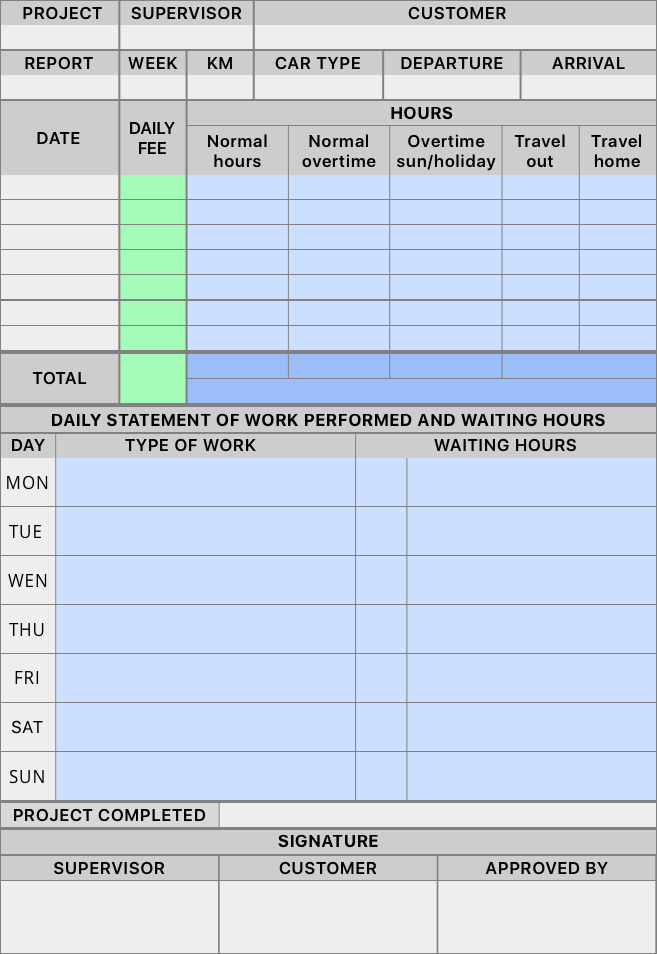 PROJECT SUPERVISOR CUSTOMER
REPORT WEEK KM CAR TYPE DEPARTURE ARRIVAL
DATE DAILY FEE HOURS
Normal hours Normal overtime Overtime sun/holiday Travel out Travel home
TOTAL
DAILY STATEMENT OF WORK PERFORMED AND WAITING HOURS
DAY TYPE OF WORK WAITING HOURS
MON
TUE
WEN
THU
FRI
SAT
SUN
PROJECT COMPLETED
SIGNATURE
SUPERVISOR CUSTOMER APPROVED BY